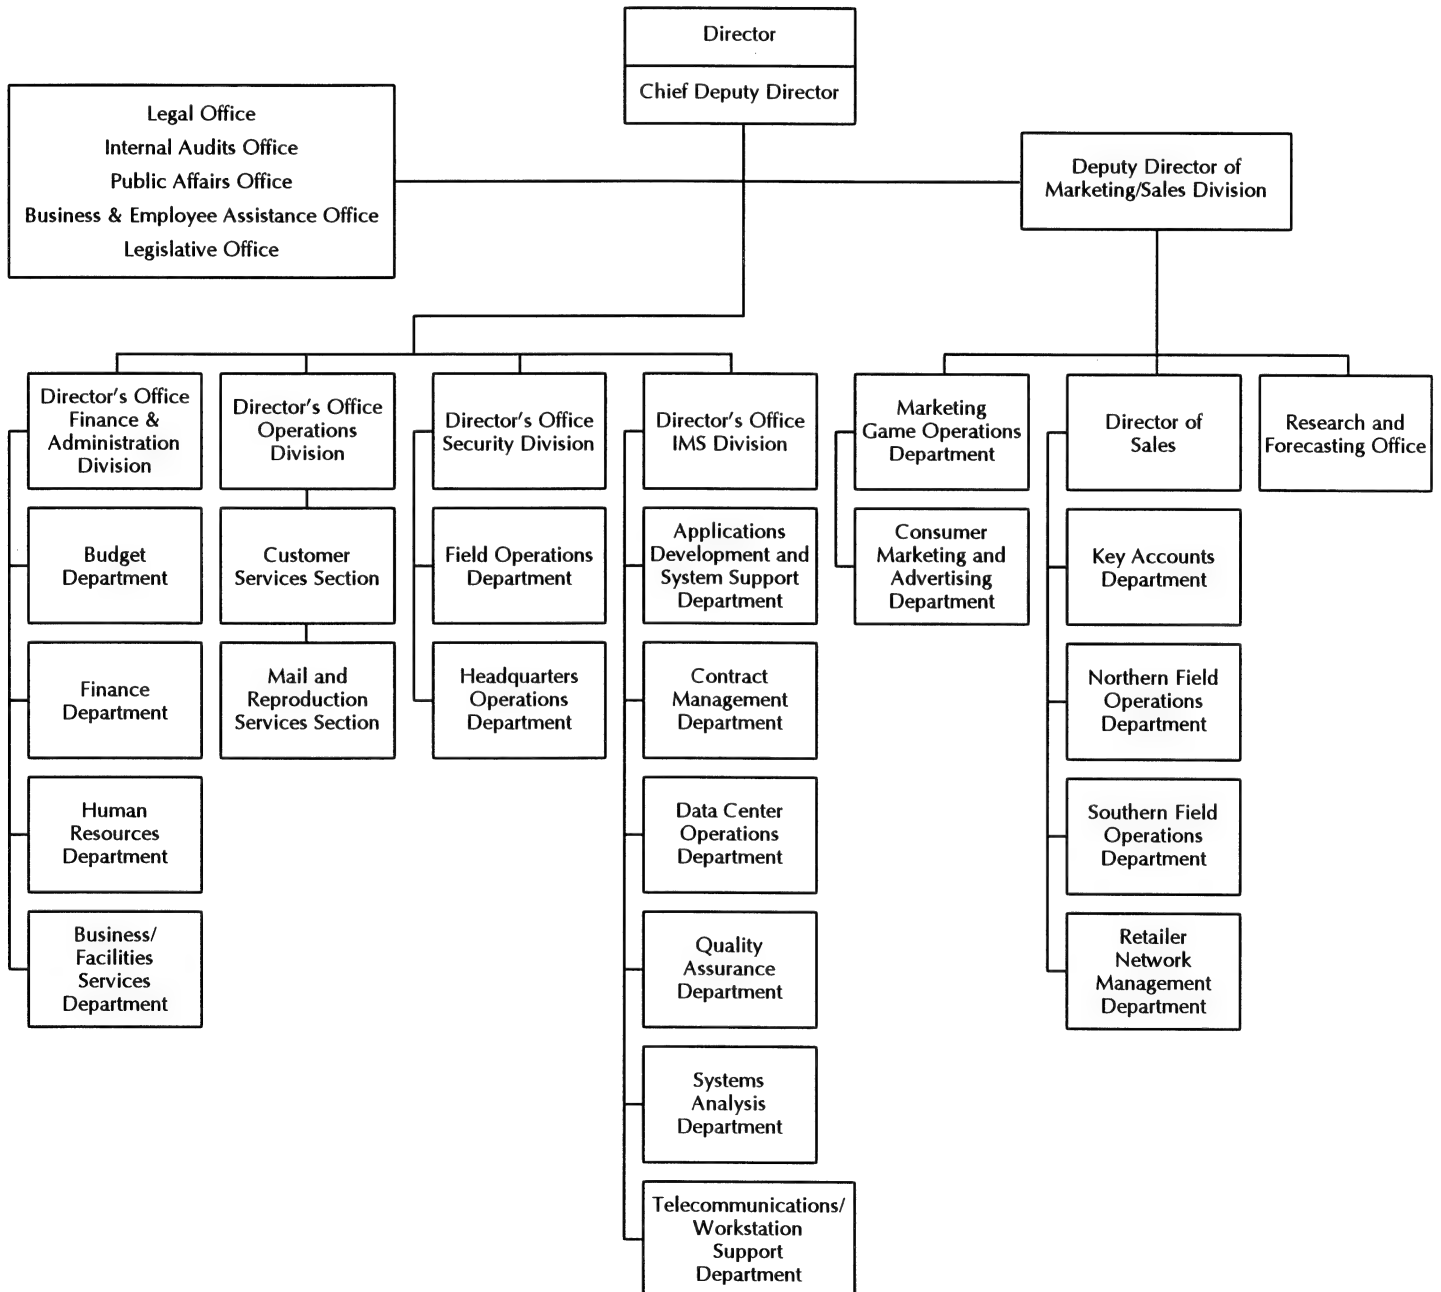 Director
Chief Deputy Director
Legal Office
Internal Audits Office
Public Affairs Office
Business & Employee Assistance Office
Legislative Office
Deputy Director of
Marketing/Sales Division
Director's Office
Finance &
Administration
Division
Budget
Department
Finance
Department
Human
Resources
Department
Business/
Facilities
Services
Department
Director's Office
Operations
Division
Customer
Services Section
Mail and
Reproduction
Services Section
Director's Office
Security Division
Field Operations
Department
Headquarters
Operations
Department
Director's Office
IMS Division
Applications
Development and
System Support
Department
Contract
Management
Department
Data Center
Operations
Department
Quality
Assurance
Department
Systems
Analysis
Department
Telecommunications/
Workstation
Support
Department
Marketing
Game Operations
Department
Consumer
Marketing and
Advertising
Department
Director of
Sales
Key Accounts
Department
Northern Field
Operations
Department
Southern Field
Operations
Department
Retailer
Network
Management
Department
Research and
Forecasting Office